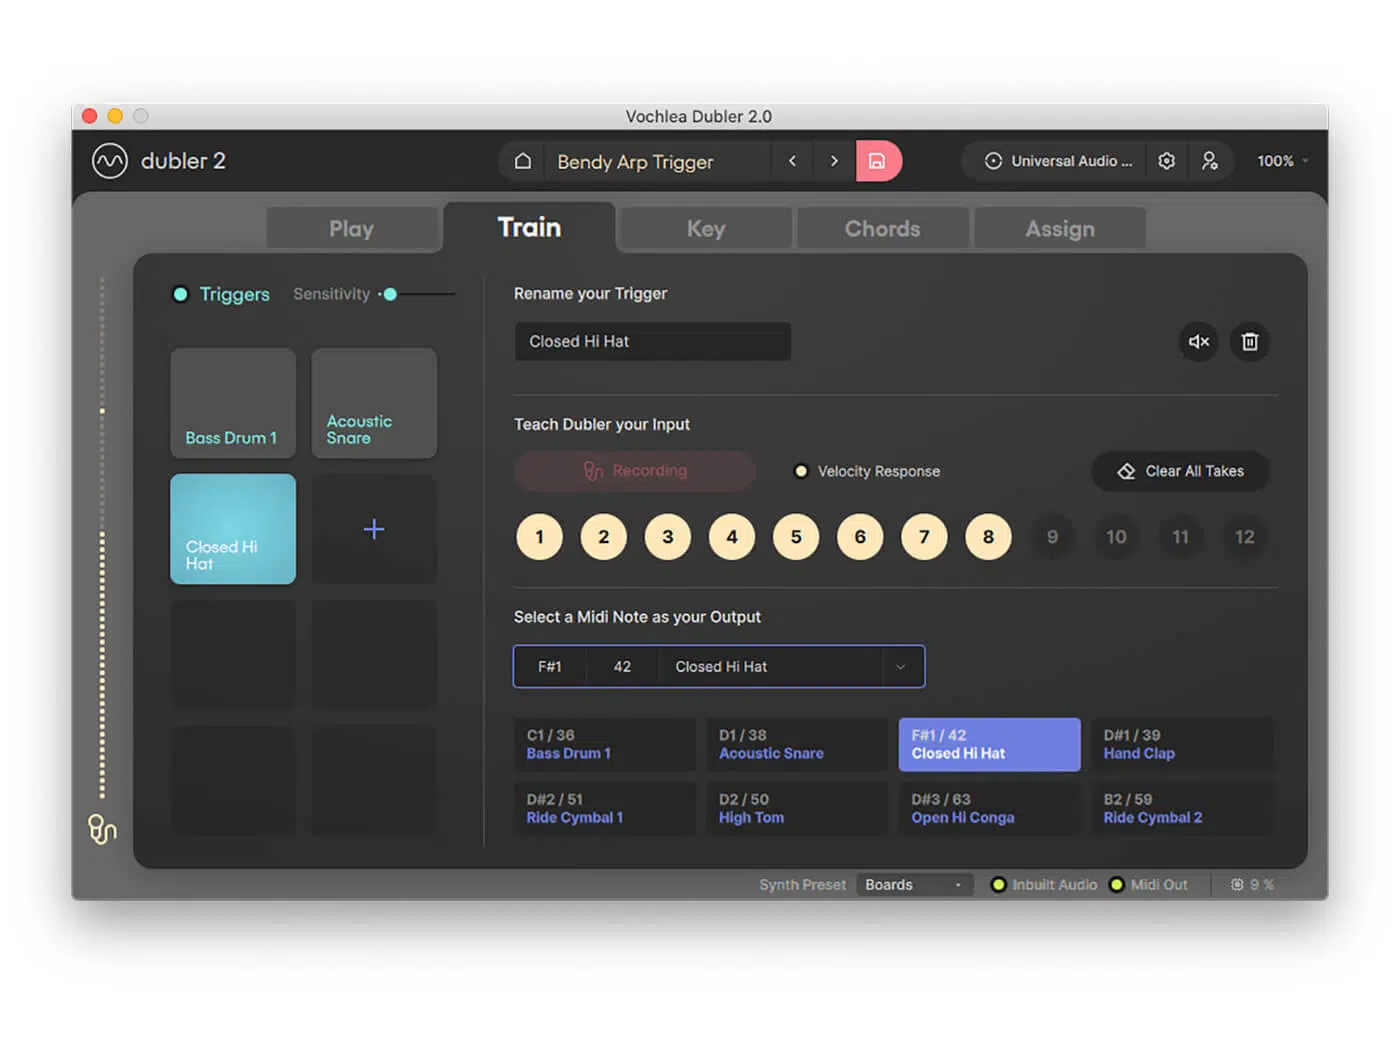 Vochlea Dubler 2.0
dubler 2
Bendy Arp Trigger
Universal Audio ...
100%
Play
Train
Key
Chords
Assign
Triggers
Sensitivity
Bass Drum 1
Acoustic
Snare
Closed Hi
Hat
Rename your Trigger
Closed Hi Hat
Teach Dubler your Input
Recording
Velocity Response
Clear All Takes
1 2 3 4 5 6 7 8 9 10 11 12
Select a Midi Note as your Output
F#1 42 Closed Hi Hat
C1 / 36
Bass Drum 1
D1 / 38
Acoustic Snare
F#1 / 42
Closed Hi Hat
D#1 / 39
Hand Clap
D#2 / 51
Ride Cymbal 1
D2 / 50
High Tom
D#3 / 63
Open Hi Conga
B2 / 59
Ride Cymbal 2
Synth Preset
Boards
Inbuilt Audio
Midi Out
9 %